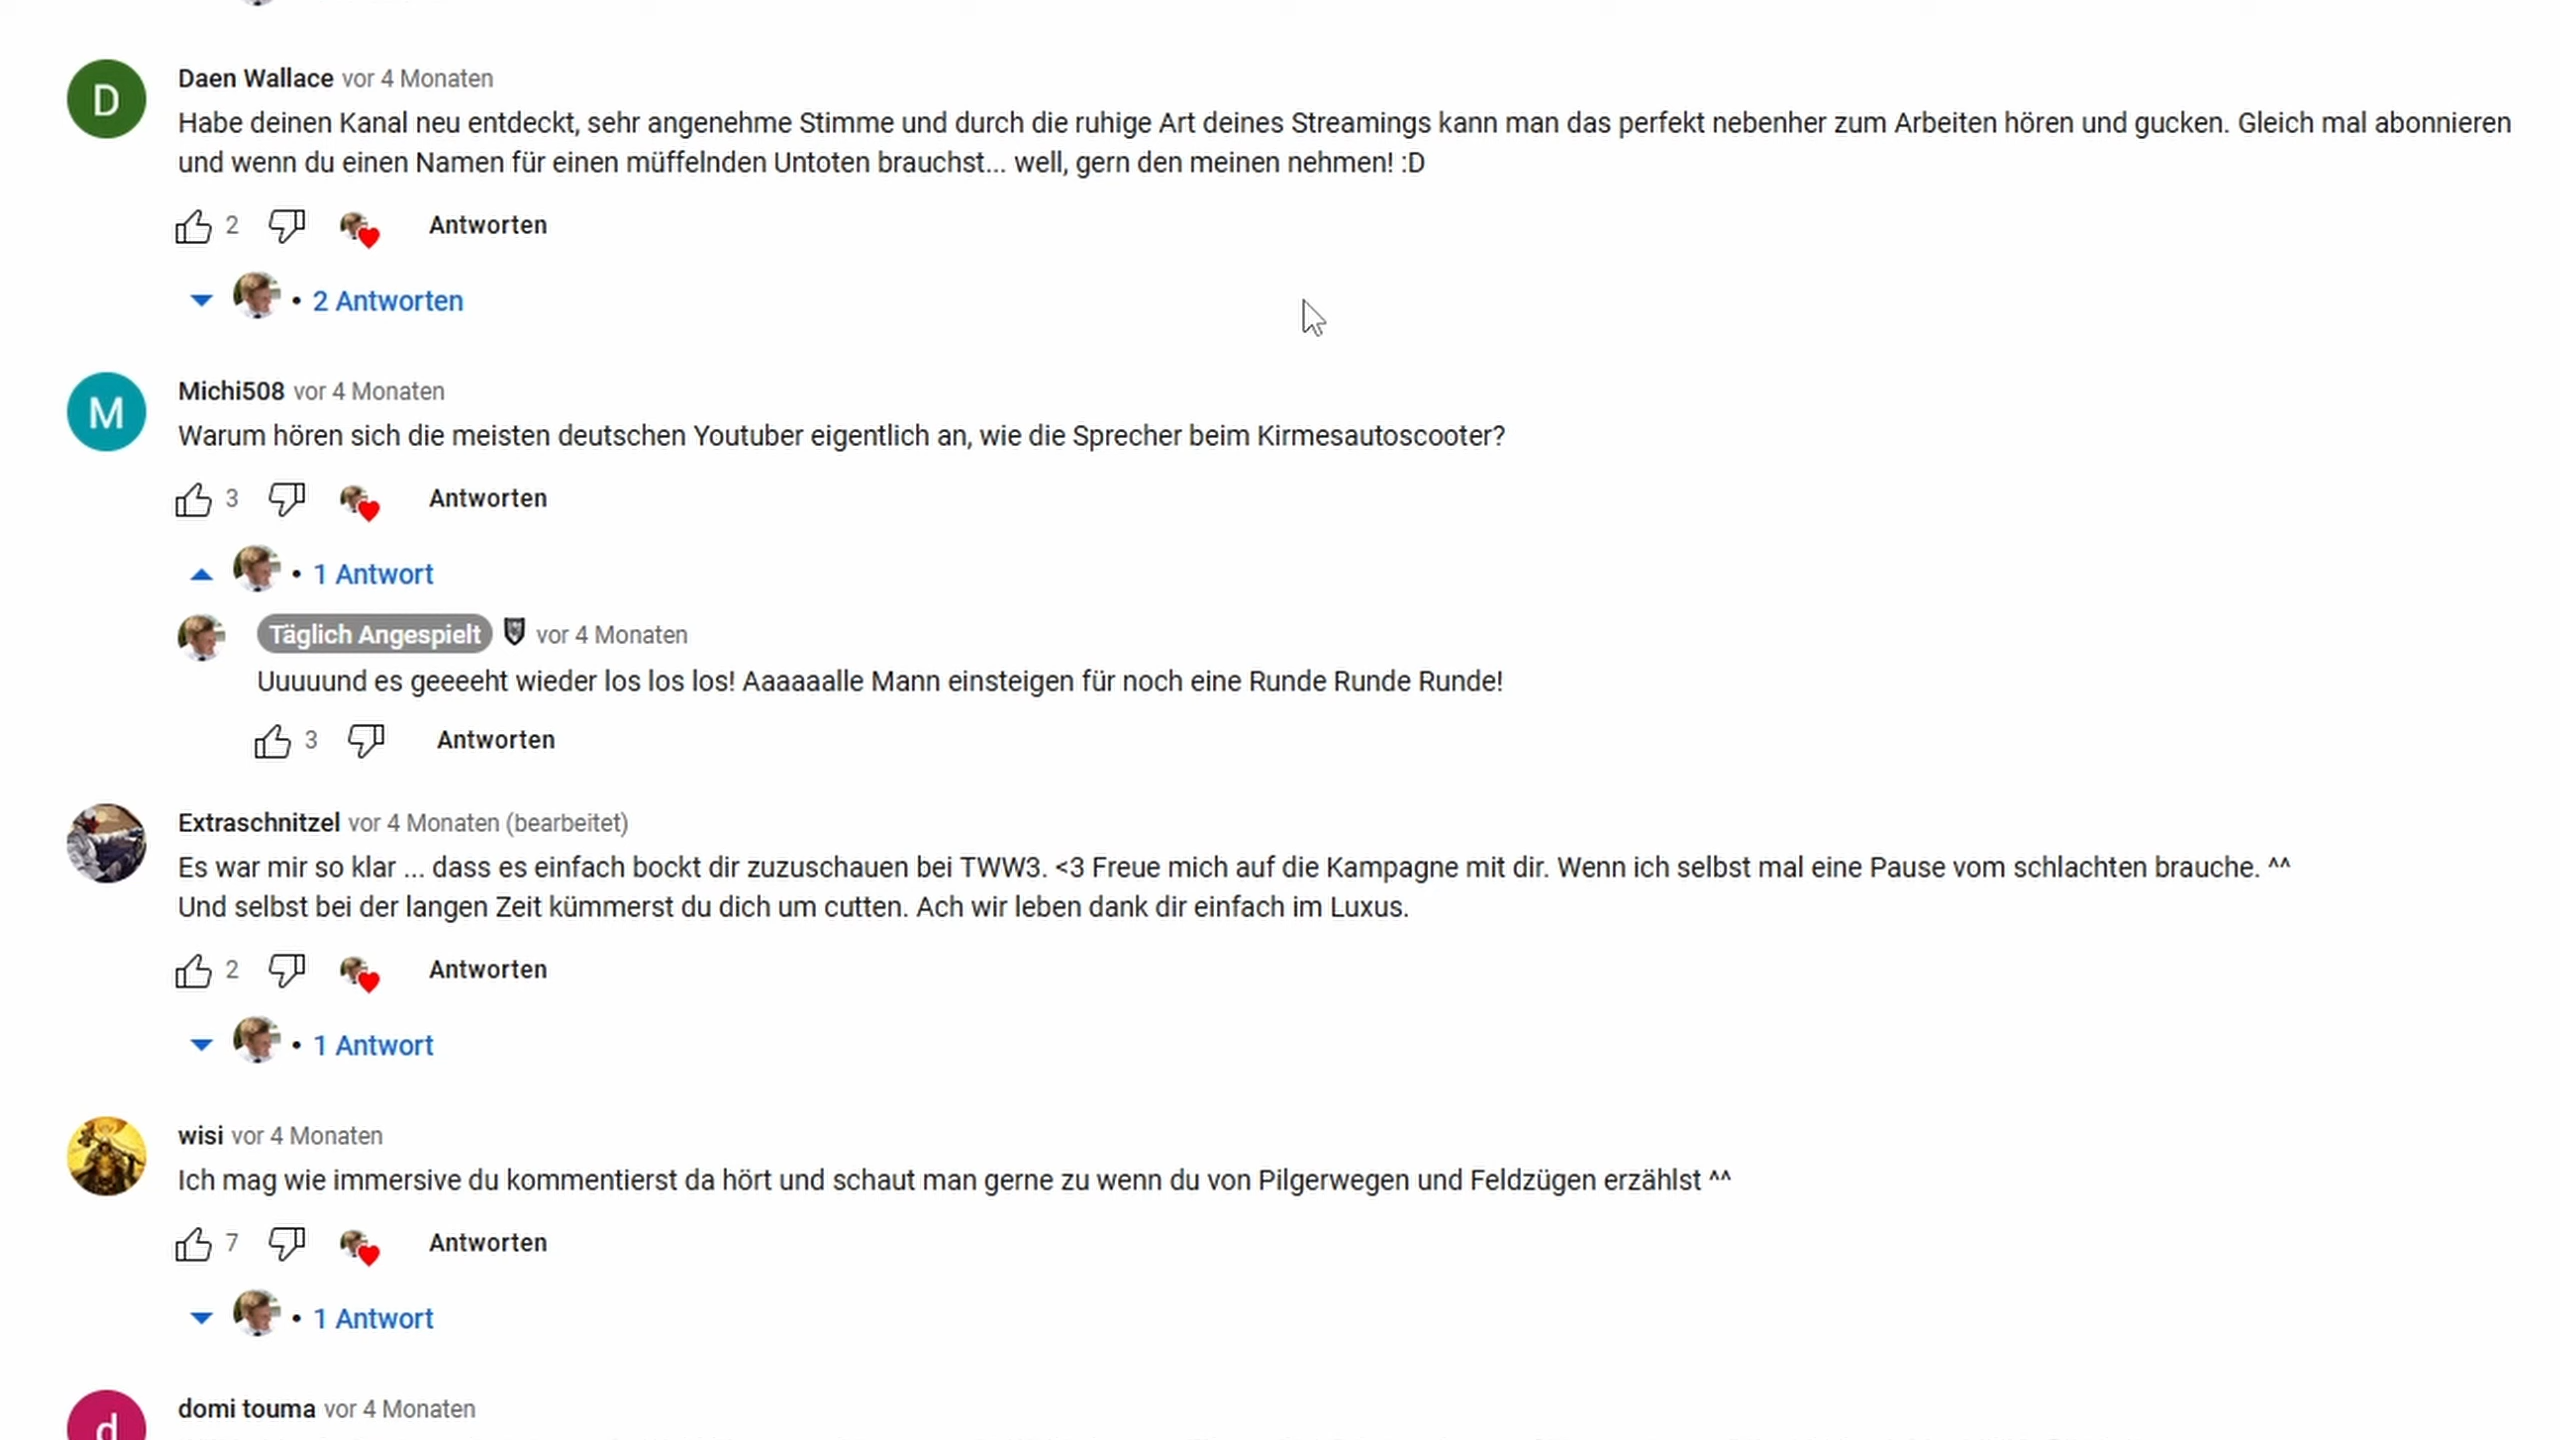 Daen Wallace vor 4 Monaten
Habe deinen Kanal neu entdeckt, sehr angenehme Stimme und durch die ruhige Art deines Streamings kann man das perfekt nebenher zum Arbeiten hören und gucken. Gleich mal abonnieren
und wenn du einen Namen für einen müffelnden Untoten brauchst... well, gern den meinen nehmen! :D
2 Antworten
• 2 Antworten
Michi508 vor 4 Monaten
Warum hören sich die meisten deutschen Youtuber eigentlich an, wie die Sprecher beim Kirmesautoscooter?
3 Antworten
• 1 Antwort
Täglich Angespielt vor 4 Monaten
Uuuuund es geeeeht wieder los los los! Aaaaaalle Mann einsteigen für noch eine Runde Runde Runde!
3 Antworten
Extraschnitzel vor 4 Monaten (bearbeitet)
Es war mir so klar ... dass es einfach bockt dir zuzuschauen bei TWW3. <3 Freue mich auf die Kampagne mit dir. Wenn ich selbst mal eine Pause vom schlachten brauche. ^^
Und selbst bei der langen Zeit kümmerst du dich um cutten. Ach wir leben dank dir einfach im Luxus.
2 Antworten
• 1 Antwort
wisi vor 4 Monaten
Ich mag wie immersive du kommentierst da hört und schaut man gerne zu wenn du von Pilgerwegen und Feldzügen erzählst ^^
7 Antworten
• 1 Antwort
domi touma vor 4 Monaten